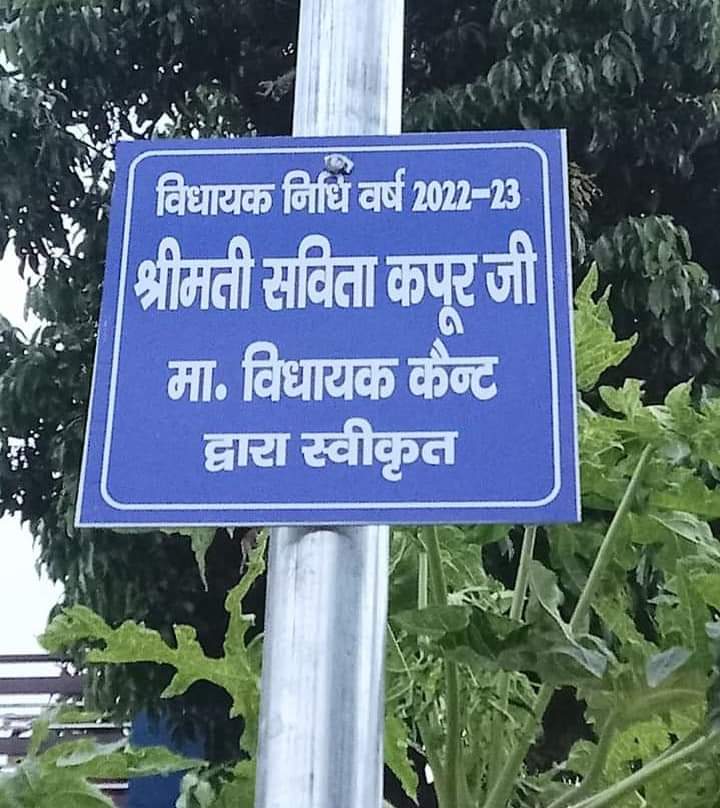 विधायक निधि वर्ष 2022-23
श्रीमती सविता कपूर जी
मा. विधायक कैन्ट
द्वारा स्वीकृत